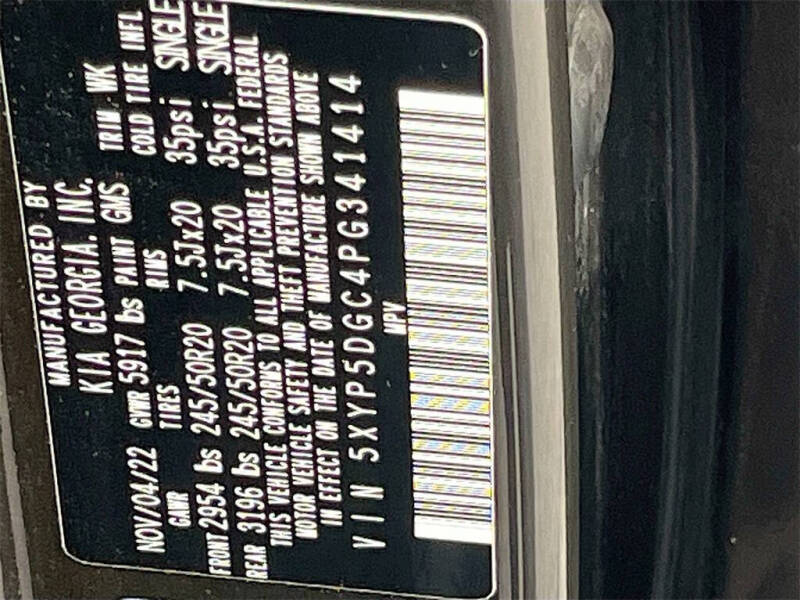 MANUFACTURED BY
KIA GEORGIA. INC.
NOV/04/22 GVWR 5917 lbs PAINT GMS TRIM WK
GAWR TIRES RIMS COLD TIRE INFL
FRONT 2954 lbs 245/50R20 7.5Jx20 35psi SINGLE
REAR 3196 lbs 245/50R20 7.5Jx20 35psi SINGLE
THIS VEHICLE CONFORMS TO ALL APPLICABLE U.S.A. FEDERAL
MOTOR VEHICLE SAFETY AND THEFT PREVENTION STANDARDS
IN EFFECT ON THE DATE OF MANUFACTURE SHOWN ABOVE
VIN 5XYP5DGC4PG341414
MPV